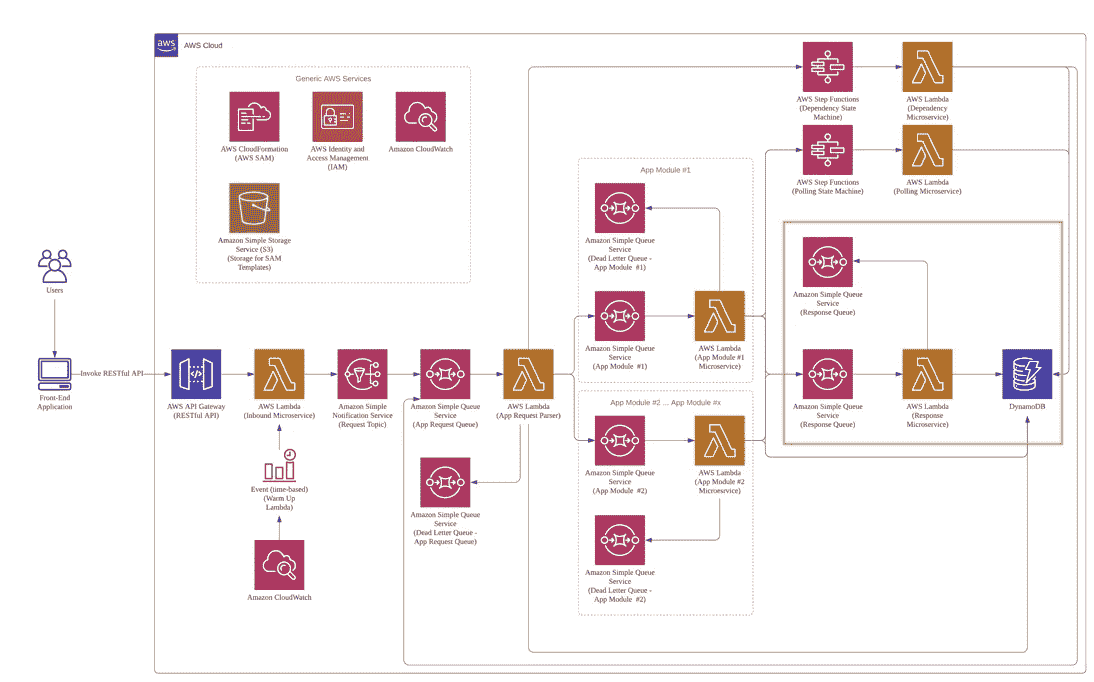 aws
AWS Cloud
Generic AWS Services
AWS CloudFormation
(AWS SAM)
AWS Identity and
Access Management
(IAM)
Amazon CloudWatch
Amazon Simple Storage
Service (S3)
(Storage for SAM
Templates)
Users
Front-End
Application
Invoke RESTful API
AWS API Gateway
(RESTful API)
AWS Lambda
(Inbound Microservice)
Amazon Simple
Notification Service
(Request Topic)
Amazon Simple Queue
Service
(App Request Queue)
AWS Lambda
(App Request Parser)
Event (time-based)
(Warm Up
Lambda)
Amazon CloudWatch
Amazon Simple Queue
Service
(Dead Letter Queue -
App Request Queue)
App Module #1
Amazon Simple Queue
Service
(Dead Letter Queue -
App Module #1)
Amazon Simple Queue
Service
(App Module #1)
AWS Lambda
(App Module #1
Microservice)
App Module #2 ... App Module #x
Amazon Simple Queue
Service
(App Module #2)
AWS Lambda
(App Module #2
Microeservice)
Amazon Simple Queue
Service
(Dead Letter Queue -
App Module #2)
AWS Step Functions
(Dependency State
Machine)
AWS Lambda
(Dependency
Microservice)
AWS Step Functions
(Polling State Machine)
AWS Lambda
(Polling Microservice)
Amazon Simple Queue
Service
(Response Queue)
Amazon Simple Queue
Service
(Response Queue)
AWS Lambda
(Response
Microservice)
DynamoDB